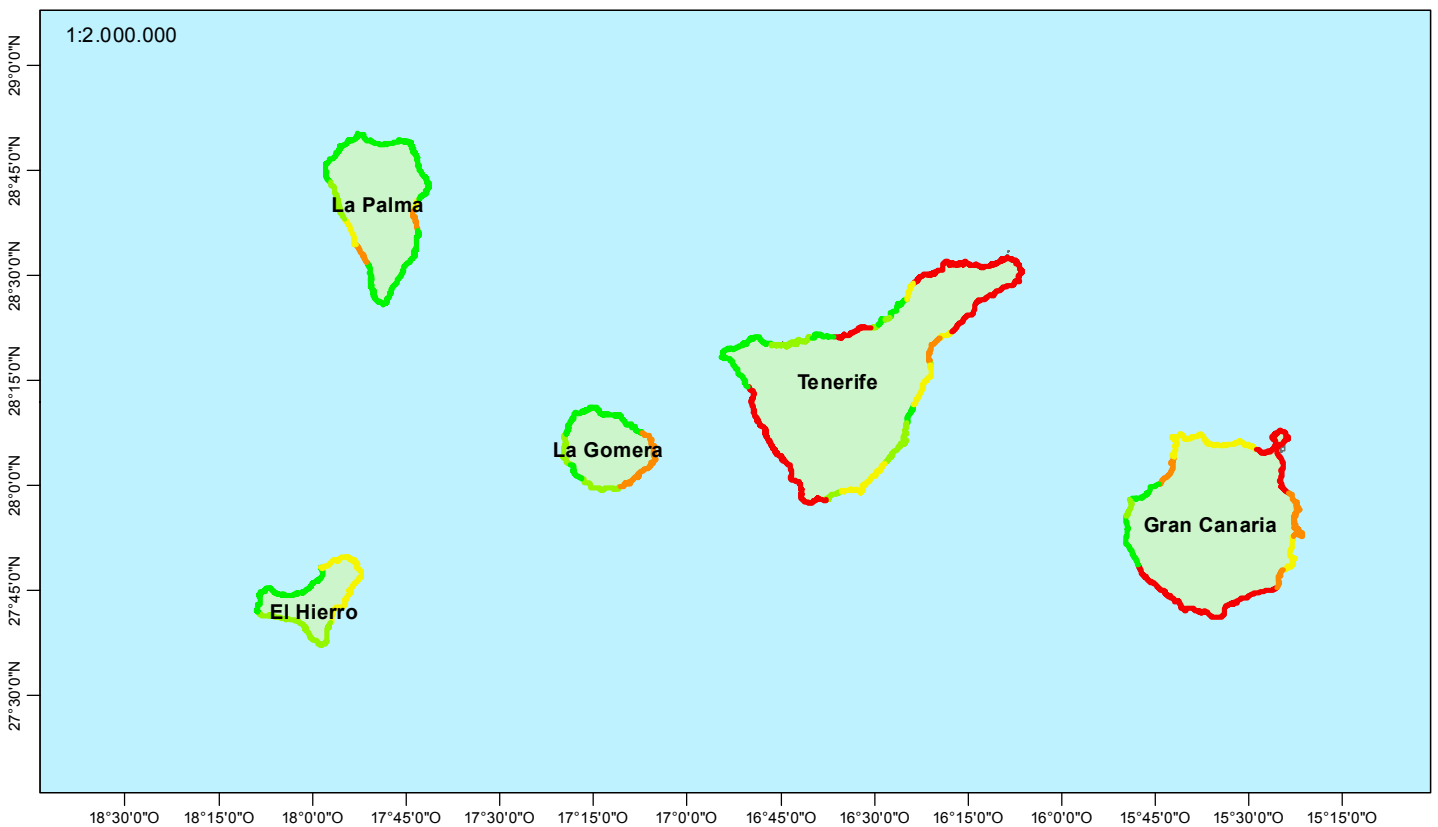 1:2.000.000
29°0'0"N
28°45'0"N
28°30'0"N
28°15'0"N
28°0'0"N
27°45'0"N
27°30'0"N
La Palma
Tenerife
La Gomera
Gran Canaria
El Hierro
18°30'0"O
18°15'0"O
18°0'0"O
17°45'0"O
17°30'0"O
17°15'0"O
17°0'0"O
16°45'0"O
16°30'0"O
16°15'0"O
16°0'0"O
15°45'0"O
15°30'0"O
15°15'0"O